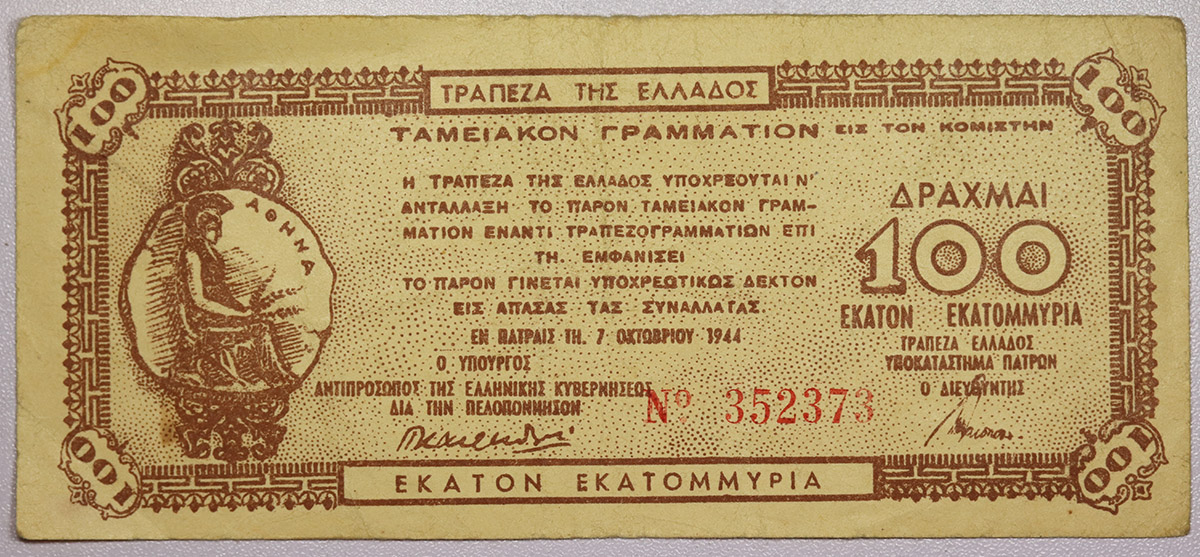 100
100
ΤΡΑΠΕΖΑ ΤΗΣ ΕΛΛΑΔΟΣ
ΤΑΜΕΙΑΚΟΝ ΓΡΑΜΜΑΤΙΟΝ ΕΙΣ ΤΟΝ ΚΟΜΙΣΤΗΝ
Η ΤΡΑΠΕΖΑ ΤΗΣ ΕΛΛΑΔΟΣ ΥΠΟΧΡΕΟΥΤΑΙ Ν'
ΑΝΤΑΛΛΑΞΗ ΤΟ ΠΑΡΟΝ ΤΑΜΕΙΑΚΟΝ ΓΡΑΜ-
ΜΑΤΙΟΝ ΕΝΑΝΤΙ ΤΡΑΠΕΖΟΓΡΑΜΜΑΤΙΩΝ ΕΠΙ
ΤΗ. ΕΜΦΑΝΙΣΕΙ
ΤΟ ΠΑΡΟΝ ΓΙΝΕΤΑΙ ΥΠΟΧΡΕΩΤΙΚΩΣ ΔΕΚΤΟΝ
ΕΙΣ ΑΠΑΣΑΣ ΤΑΣ ΣΥΝΑΛΛΑΓΑΣ.
ΕΝ ΠΑΤΡΑΙΣ ΤΗ. 7 ΟΚΤΩΒΡΙΟΥ 1944
Ο ΥΠΟΥΡΓΟΣ
ΑΝΤΙΠΡΟΣΩΠΟΣ ΤΗΣ ΕΛΛΗΝΙΚΗΣ ΚΥΒΕΡΝΗΣΕΩΣ
ΔΙΑ ΤΗΝ ΠΕΛΟΠΟΝΝΗΣΟΝ
ΑΘΗΝΑ
ΔΡΑΧΜΑΙ
100
ΕΚΑΤΟΝ ΕΚΑΤΟΜΜΥΡΙΑ
ΤΡΑΠΕΖΑ ΕΛΛΑΔΟΣ
ΥΠΟΚΑΤΑΣΤΗΜΑ ΠΑΤΡΩΝ
Ο ΔΙΕΥΘΥΝΤΗΣ
Nº 352373
100
100
ΕΚΑΤΟΝ ΕΚΑΤΟΜΜΥΡΙΑ